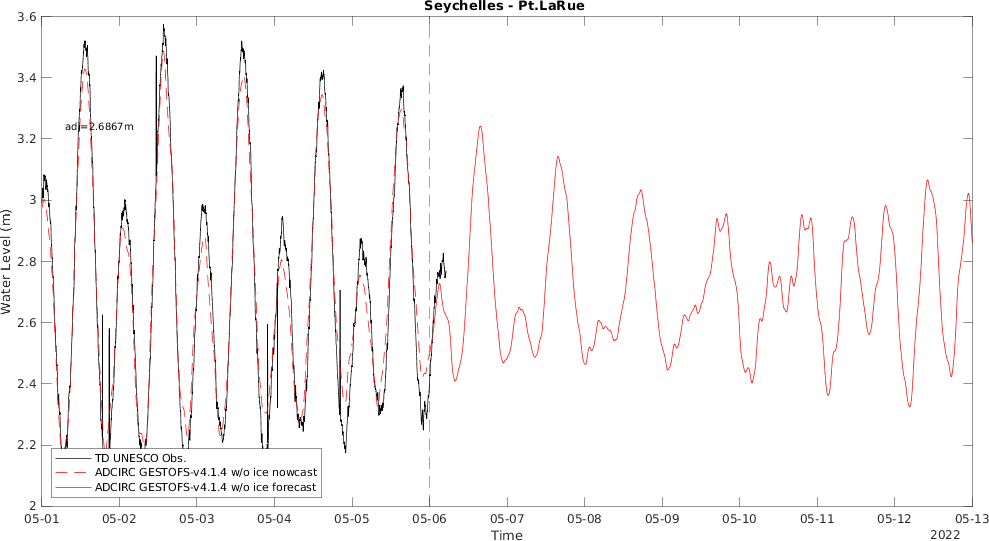 Seychelles - Pt.LaRue
3.6
3.4
3.2
3
2.8
2.6
2.4
2.2
2
Water Level (m)
adj=2.6867m
TD UNESCO Obs.
ADCIRC GESTOFS-v4.1.4 w/o ice nowcast
ADCIRC GESTOFS-v4.1.4 w/o ice forecast
05-01 05-02 05-03 05-04 05-05 05-06 05-07 05-08 05-09 05-10 05-11 05-12 05-13
Time
2022